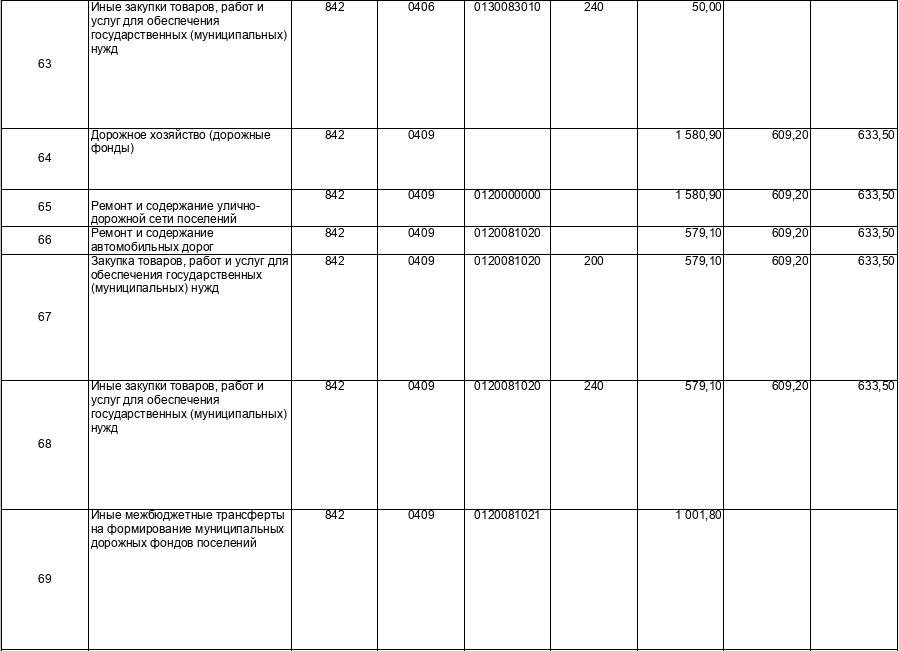 63 Иные закупки товаров, работ и 842 0406 0130083010 240 50,00
услуг для обеспечения
государственных (муниципальных)
нужд
64 Дорожное хозяйство (дорожные 842 0409 1 580,90 609,20 633,50
фонды)
65 842 0409 0120000000 1 580,90 609,20 633,50
Ремонт и содержание улично-
дорожной сети поселений
66 Ремонт и содержание 842 0409 0120081020 579,10 609,20 633,50
автомобильных дорог
67 Закупка товаров, работ и услуг для 842 0409 0120081020 200 579,10 609,20 633,50
обеспечения государственных
(муниципальных) нужд
68 Иные закупки товаров, работ и 842 0409 0120081020 240 579,10 609,20 633,50
услуг для обеспечения
государственных (муниципальных)
нужд
69 Иные межбюджетные трансферты 842 0409 0120081021 1 001,80
на формирование муниципальных
дорожных фондов поселений